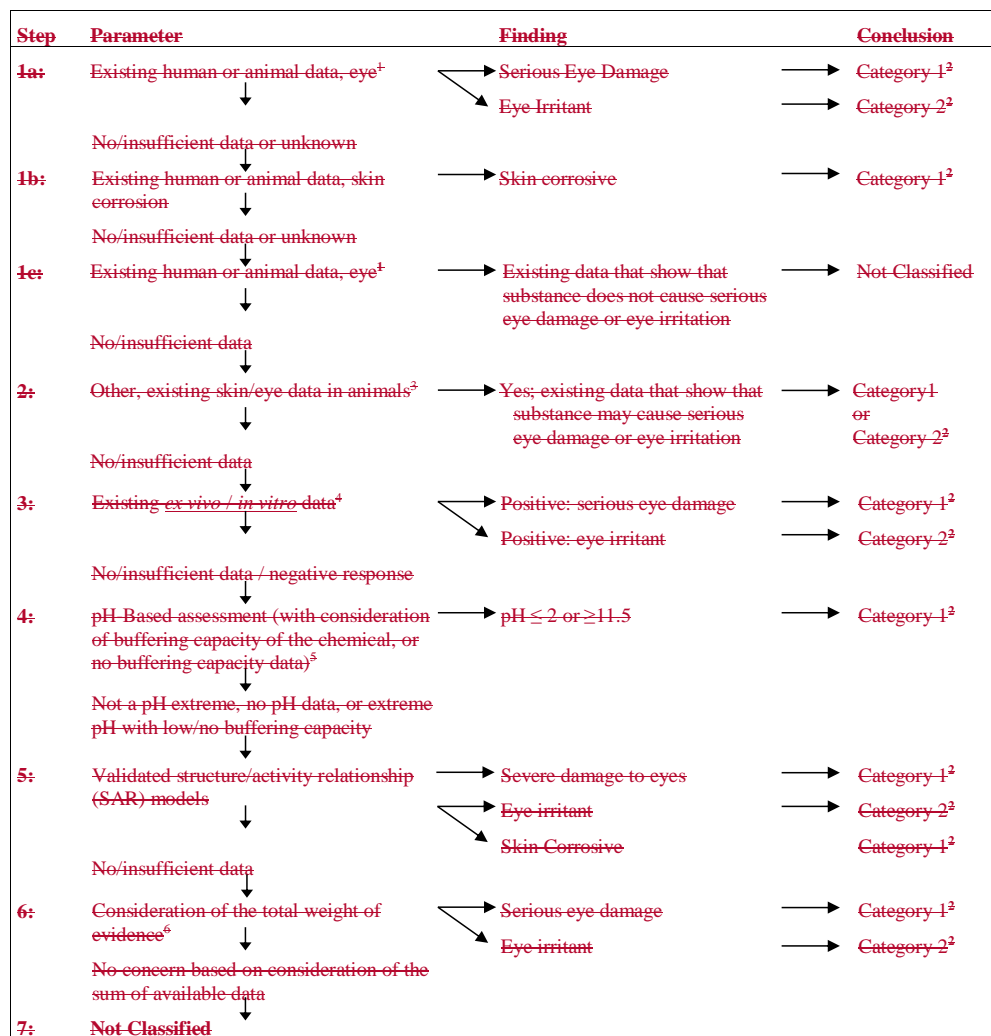 Step Parameter Finding Conclusion
1a: Existing human or animal data, eye¹ Serious Eye Damage Category 1²
Eye Irritant Category 2²
No/insufficient data or unknown
1b: Existing human or animal data, skin Skin corrosive Category 1²
corrosion
No/insufficient data or unknown
1c: Existing human or animal data, eye¹ Existing data that show that Not Classified
substance does not cause serious
eye damage or eye irritation
No/insufficient data
2: Other, existing skin/eye data in animals³ Yes; existing data that show that Category1
substance may cause serious or
eye damage or eye irritation Category 2²
No/insufficient data
3: Existing ex vivo / in vitro data⁴ Positive: serious eye damage Category 1²
Positive: eye irritant Category 2²
No/insufficient data / negative response
4: pH-Based assessment (with consideration pH ≤ 2 or ≥11.5 Category 1²
of buffering capacity of the chemical, or
no buffering capacity data)⁵
Not a pH extreme, no pH data, or extreme
pH with low/no buffering capacity
5: Validated structure/activity relationship Severe damage to eyes Category 1²
(SAR) models Eye irritant Category 2²
Skin Corrosive Category 1²
No/insufficient data
6: Consideration of the total weight of Serious eye damage Category 1²
evidence⁶ Eye irritant Category 2²
No concern based on consideration of the
sum of available data
7: Not Classified